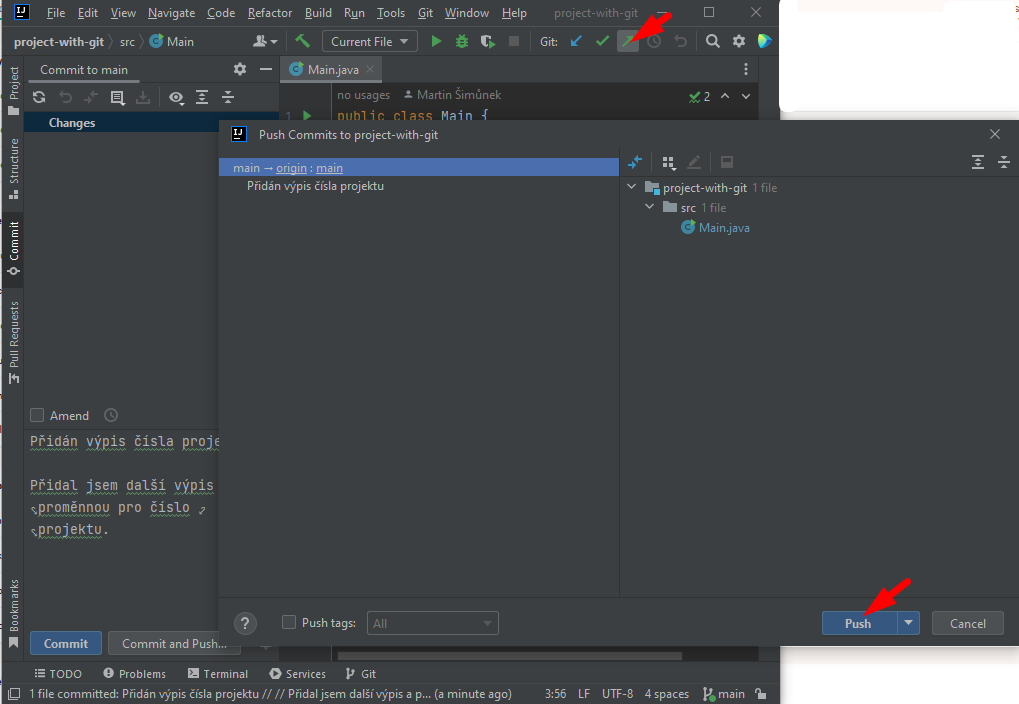 File Edit View Navigate Code Refactor Build Run Tools Git Window Help project-with-git
project-with-git src Main Current File Git:
Commit to main
Main.java
no usages Martin Šimůnek 2
1 public class Main {
Changes
Project
Structure
Commit
Pull Requests
Bookmarks
Push Commits to project-with-git
main → origin : main
Přidán výpis čísla projektu
project-with-git 1 file
src 1 file
Main.java
Amend
Přidán výpis čísla proje
Přidal jsem další výpis
proměnnou pro číslo
projektu.
? Push tags: All Push Cancel
Commit Commit and Push...
TODO Problems Terminal Services Git
1 file committed: Přidán výpis čísla projektu // // Přidal jsem další výpis a p... (a minute ago) 3:56 LF UTF-8 4 spaces main